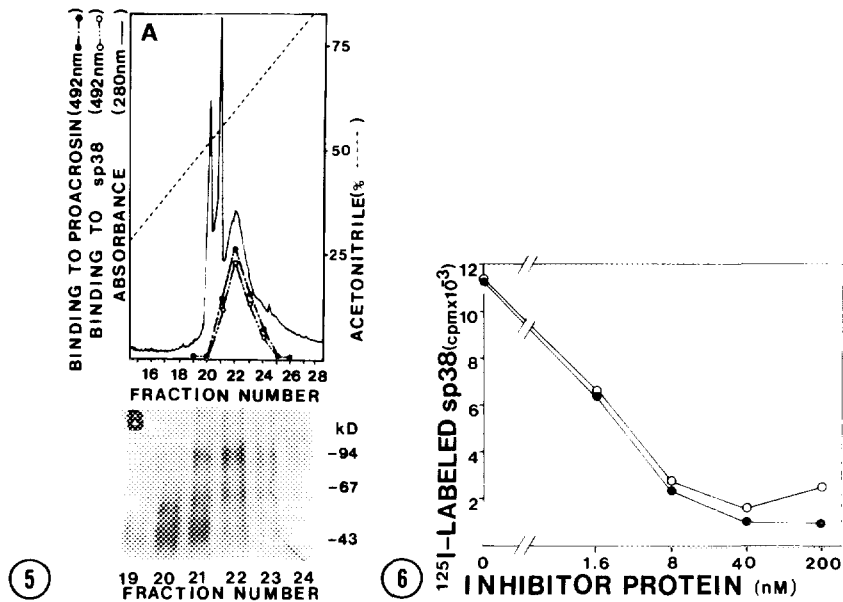 BINDING TO PROACROSIN (492nm ●—·—●)
BINDING TO sp38 (492nm ○—·—○)
ABSORBANCE (280nm ——)
A
75
50
25
ACETONITRILE (% -----)
16 18 20 22 24 26 28
FRACTION NUMBER
B
kD
-94
-67
-43
19 20 21 22 23 24
FRACTION NUMBER
5
125I-LABELED sp38 (cpm×10̄3)
12
10
8
6
4
2
0 1.6 8 40 200
INHIBITOR PROTEIN (nM)
6